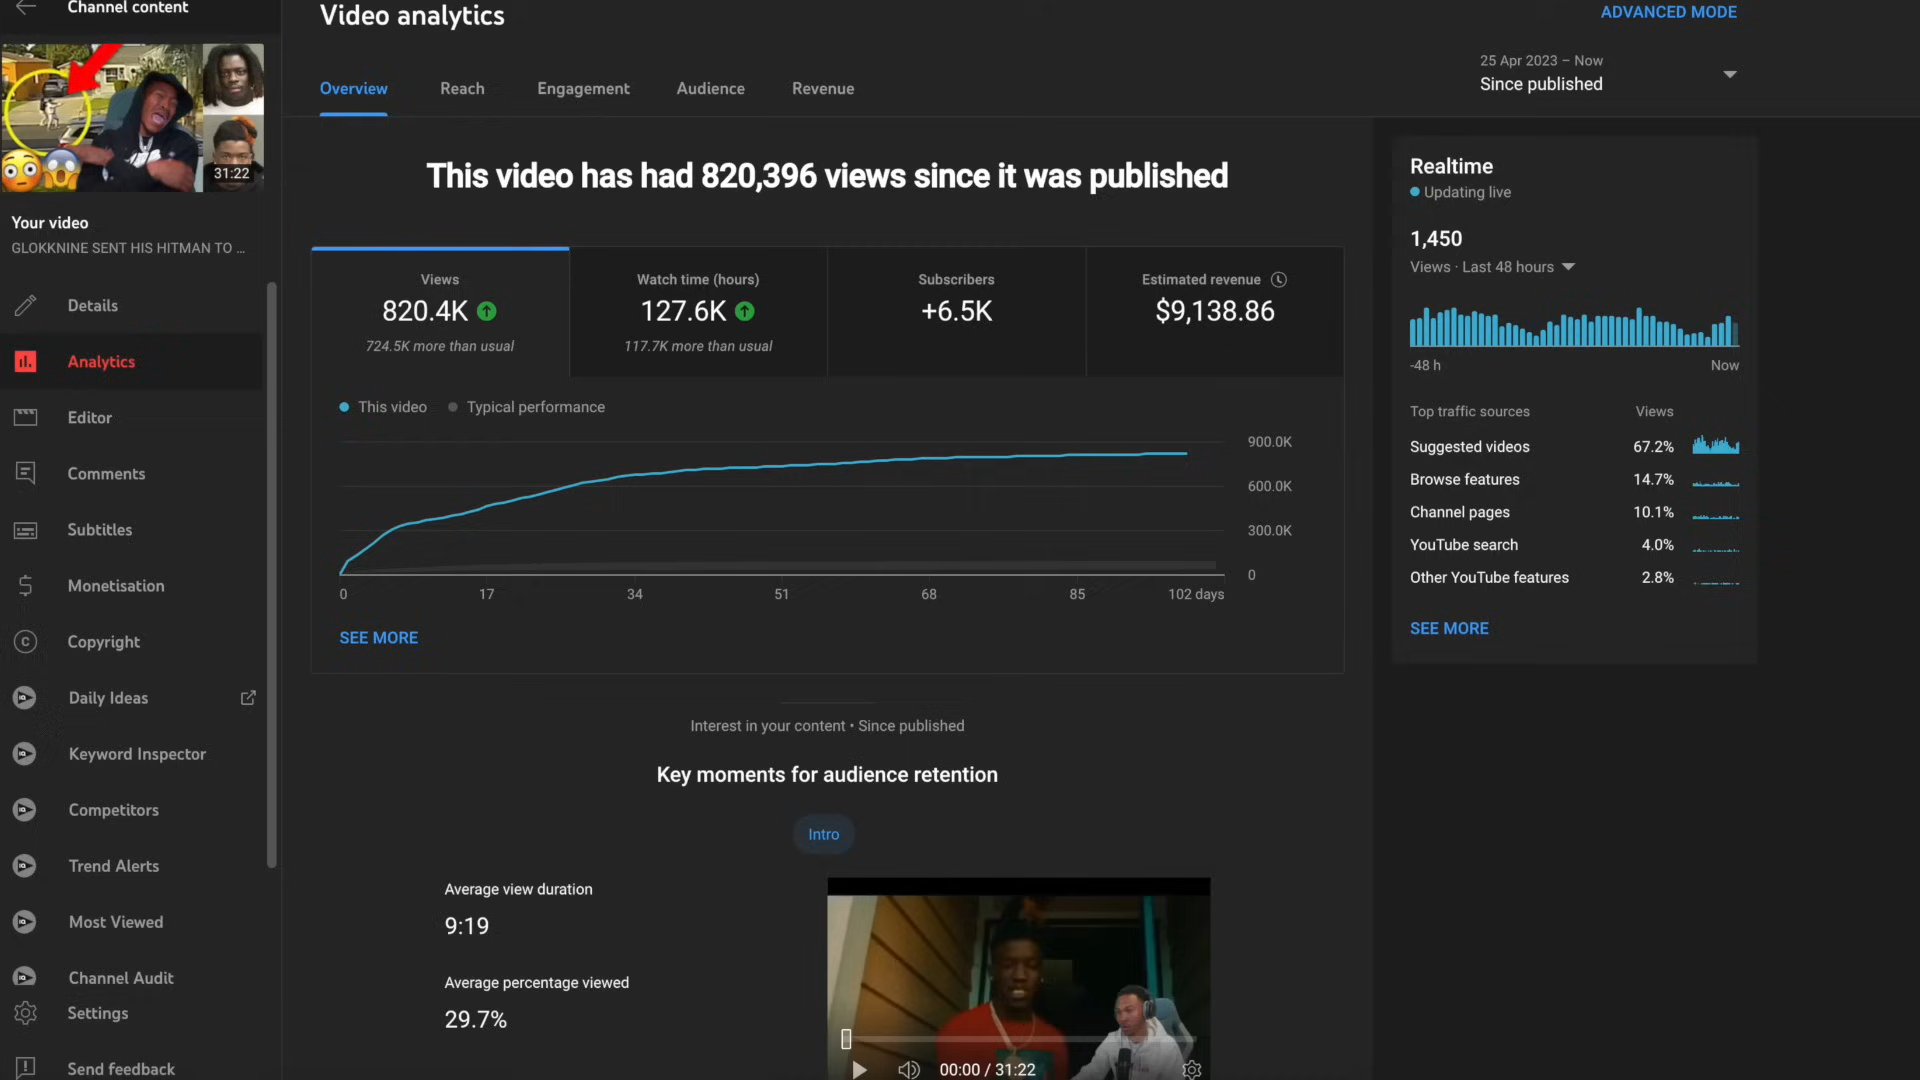 Channel content
31:22
Your video
GLOKKNINE SENT HIS HITMAN TO ...
Details
Analytics
Editor
Comments
Subtitles
Monetisation
Copyright
Daily Ideas
Keyword Inspector
Competitors
Trend Alerts
Most Viewed
Channel Audit
Settings
Send feedback
Video analytics
ADVANCED MODE
Overview
Reach
Engagement
Audience
Revenue
25 Apr 2023 – Now
Since published
This video has had 820,396 views since it was published
Views
820.4K
724.5K more than usual
Watch time (hours)
127.6K
117.7K more than usual
Subscribers
+6.5K
Estimated revenue
$9,138.86
This video
Typical performance
900.0K
600.0K
300.0K
0
0 17 34 51 68 85 102 days
SEE MORE
Interest in your content • Since published
Key moments for audience retention
Intro
Average view duration
9:19
Average percentage viewed
29.7%
00:00 / 31:22
Realtime
Updating live
1,450
Views · Last 48 hours
-48 h
Now
Top traffic sources Views
Suggested videos 67.2%
Browse features 14.7%
Channel pages 10.1%
YouTube search 4.0%
Other YouTube features 2.8%
SEE MORE